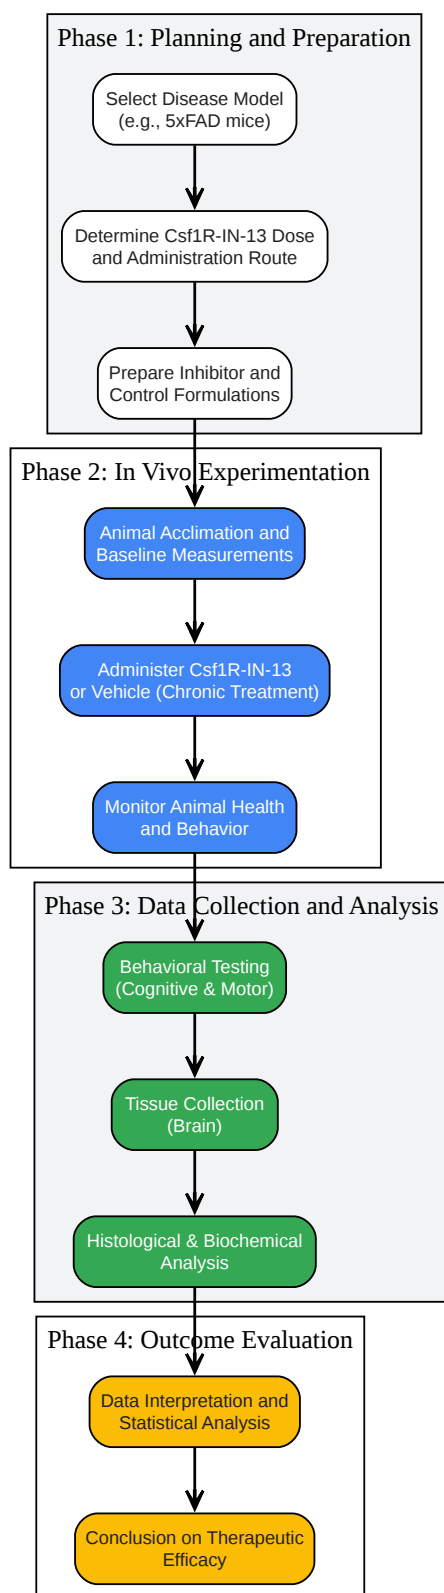 Phase 1: Planning and Preparation
Select Disease Model
(e.g., 5xFAD mice)
Determine Csf1R-IN-13 Dose
and Administration Route
Prepare Inhibitor and
Control Formulations
Phase 2: In Vivo Experimentation
Animal Acclimation and
Baseline Measurements
Administer Csf1R-IN-13
or Vehicle (Chronic Treatment)
Monitor Animal Health
and Behavior
Phase 3: Data Collection and Analysis
Behavioral Testing
(Cognitive & Motor)
Tissue Collection
(Brain)
Histological & Biochemical
Analysis
Phase 4: Outcome Evaluation
Data Interpretation and
Statistical Analysis
Conclusion on Therapeutic
Efficacy